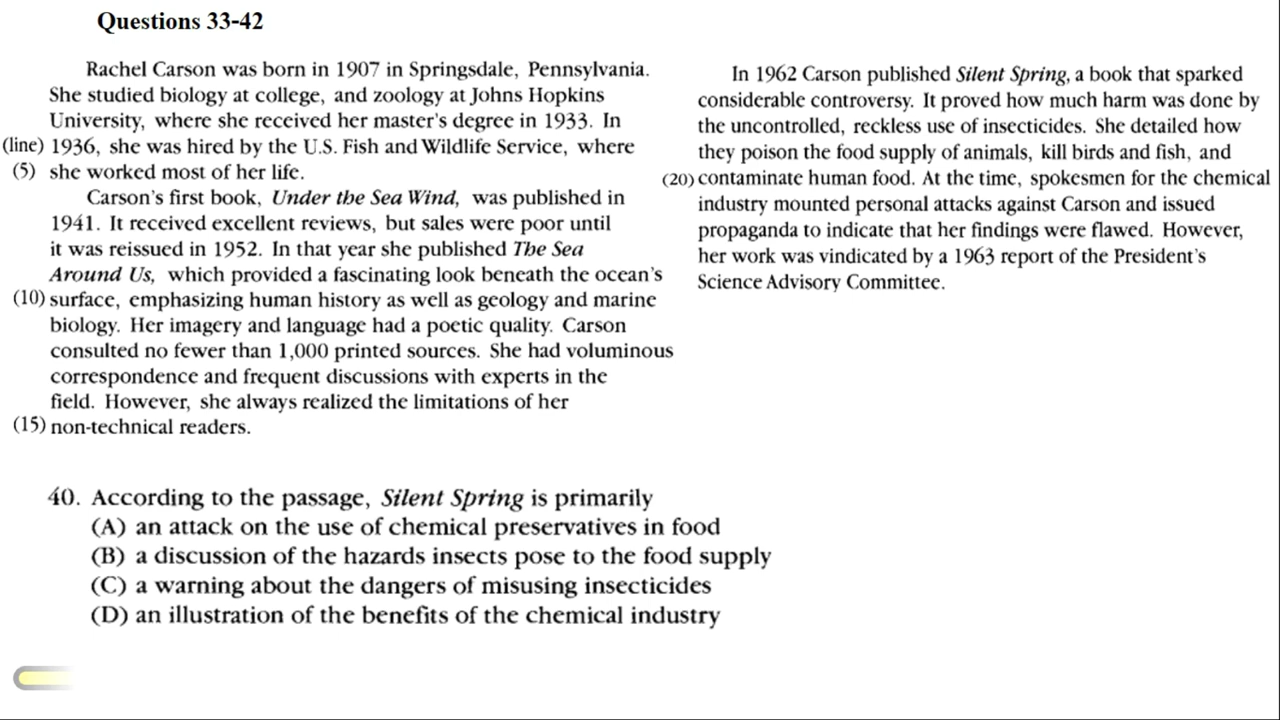 Questions 33-42
Rachel Carson was born in 1907 in Springsdale, Pennsylvania.
She studied biology at college, and zoology at Johns Hopkins
University, where she received her master's degree in 1933. In
(line) 1936, she was hired by the U.S. Fish and Wildlife Service, where
(5) she worked most of her life.
Carson's first book, Under the Sea Wind, was published in
1941. It received excellent reviews, but sales were poor until
it was reissued in 1952. In that year she published The Sea
Around Us, which provided a fascinating look beneath the ocean's
(10) surface, emphasizing human history as well as geology and marine
biology. Her imagery and language had a poetic quality. Carson
consulted no fewer than 1,000 printed sources. She had voluminous
correspondence and frequent discussions with experts in the
field. However, she always realized the limitations of her
(15) non-technical readers.
In 1962 Carson published Silent Spring, a book that sparked
considerable controversy. It proved how much harm was done by
the uncontrolled, reckless use of insecticides. She detailed how
they poison the food supply of animals, kill birds and fish, and
(20) contaminate human food. At the time, spokesmen for the chemical
industry mounted personal attacks against Carson and issued
propaganda to indicate that her findings were flawed. However,
her work was vindicated by a 1963 report of the President's
Science Advisory Committee.
40. According to the passage, Silent Spring is primarily
(A) an attack on the use of chemical preservatives in food
(B) a discussion of the hazards insects pose to the food supply
(C) a warning about the dangers of misusing insecticides
(D) an illustration of the benefits of the chemical industry